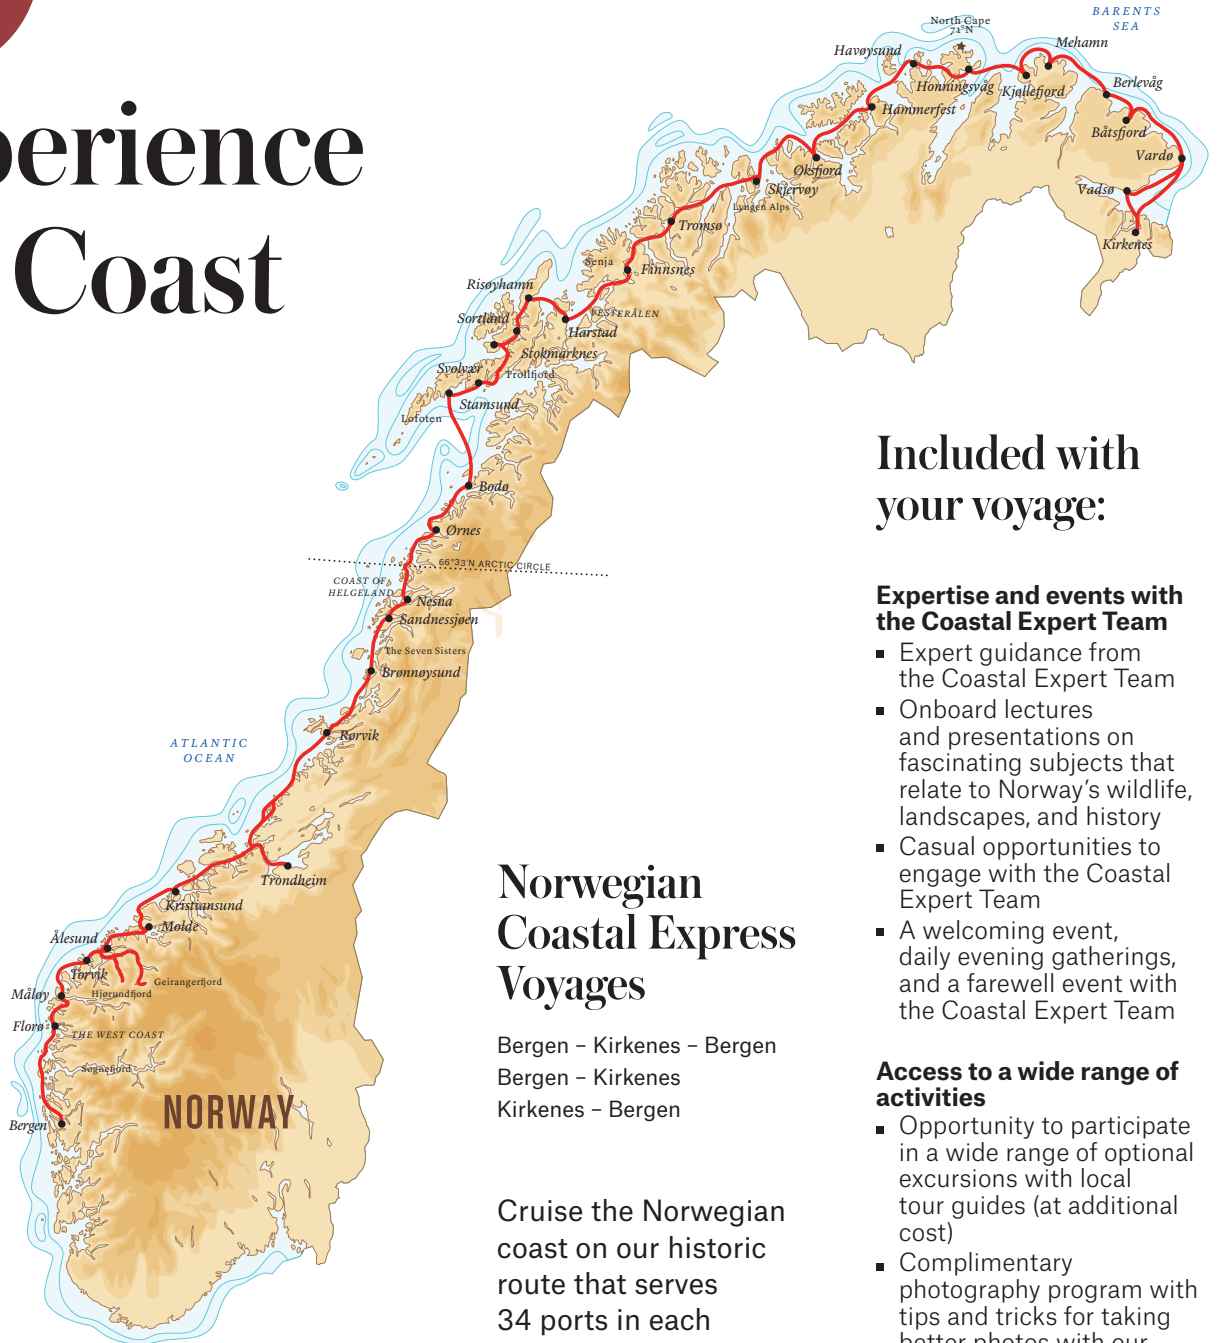 perience
Coast
BARENTS
SEA
North Cape
71°N
Mehamn
Havøysund
Honningsvåg
Kjøllefjord
Berlevåg
Hammerfest
Båtsfjord
Vardø
Øksfjord
Skjervøy
Vadsø
Lyngen Alps
Tromsø
Kirkenes
Senja
Finnsnes
Risøyhamn
VESTERÅLEN
Sortland
Harstad
Stokmarknes
Svolvær
Trollfjord
Stamsund
Lofoten
Bodø
Ørnes
66°33'N ARCTIC CIRCLE
COAST OF
HELGELAND
Nesna
Sandnessjøen
The Seven Sisters
Brønnøysund
Rørvik
ATLANTIC
OCEAN
Trondheim
Kristiansund
Molde
Ålesund
Torvik
Geirangerfjord
Hjørundfjord
Måløy
Florø
THE WEST COAST
Sognefjord
NORWAY
Bergen
Norwegian
Coastal Express
Voyages
Bergen – Kirkenes – Bergen
Bergen – Kirkenes
Kirkenes – Bergen
Cruise the Norwegian
coast on our historic
route that serves
34 ports in each
Included with
your voyage:
Expertise and events with
the Coastal Expert Team
▪ Expert guidance from
the Coastal Expert Team
▪ Onboard lectures
and presentations on
fascinating subjects that
relate to Norway's wildlife,
landscapes, and history
▪ Casual opportunities to
engage with the Coastal
Expert Team
▪ A welcoming event,
daily evening gatherings,
and a farewell event with
the Coastal Expert Team
Access to a wide range of
activities
▪ Opportunity to participate
in a wide range of optional
excursions with local
tour guides (at additional
cost)
▪ Complimentary
photography program with
tips and tricks for taking
better photos with our